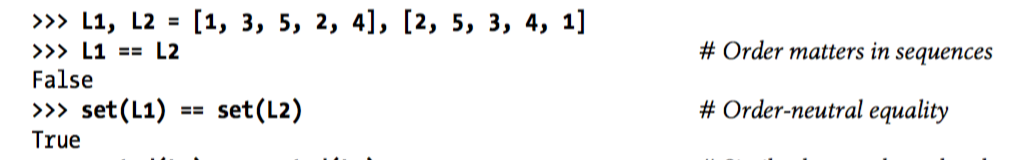 >>> L1, L2 = [1, 3, 5, 2, 4], [2, 5, 3, 4, 1]
>>> L1 == L2 # Order matters in sequences
False
>>> set(L1) == set(L2) # Order-neutral equality
True